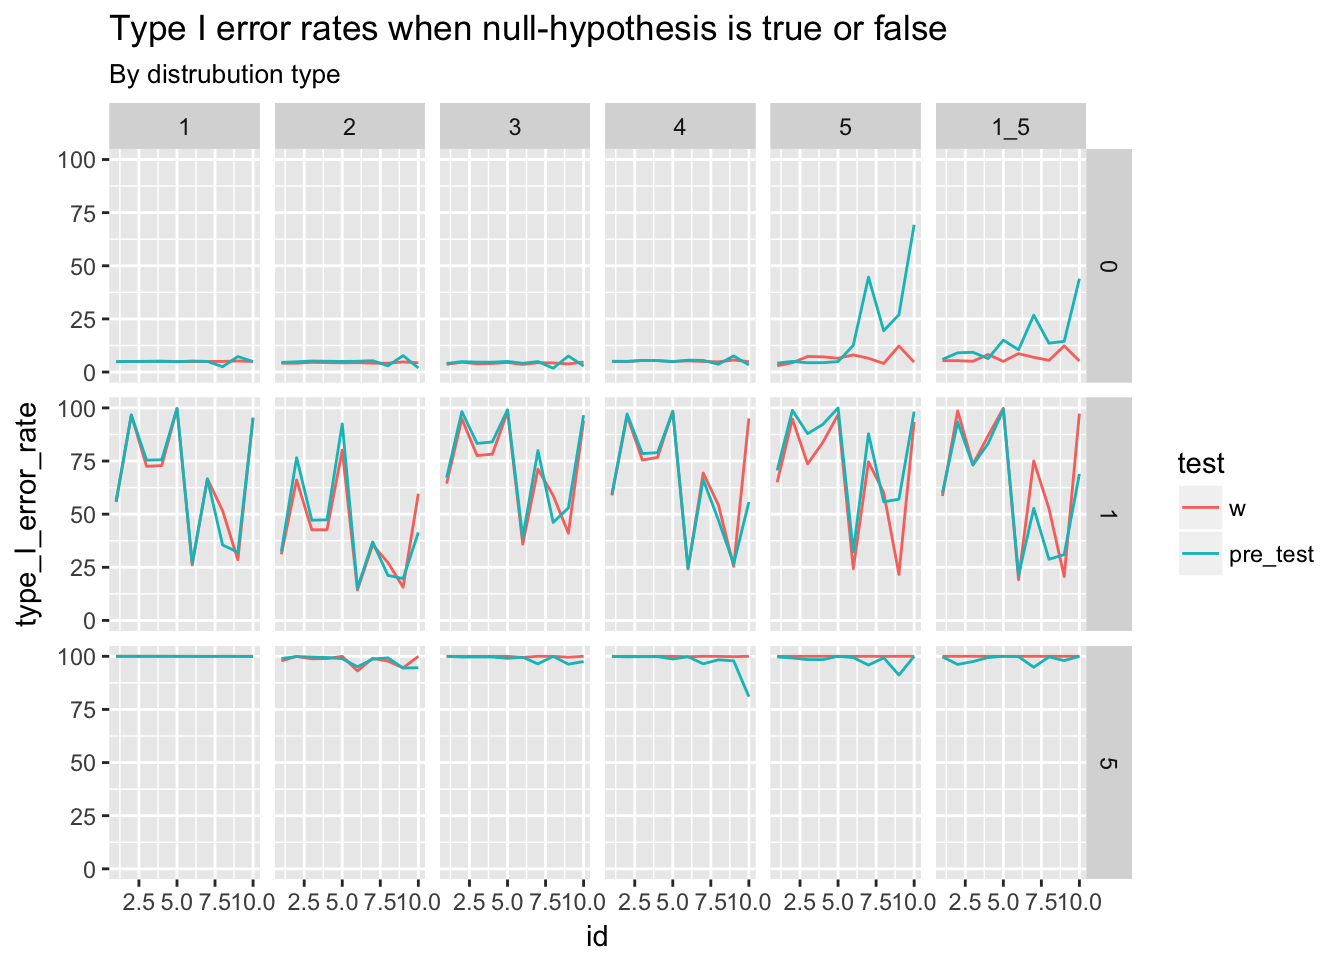 Type I error rates when null-hypothesis is true or false
By distrubution type
1 2 3 4 5 1_5
100
75
50
25
0
0
100
75
50
25
0
1
100
75
50
25
0
5
type_I_error_rate
2.5 5.0 7.510.0 2.5 5.0 7.510.0 2.5 5.0 7.510.0 2.5 5.0 7.510.0 2.5 5.0 7.510.0 2.5 5.0 7.510.0
id
test
w
pre_test